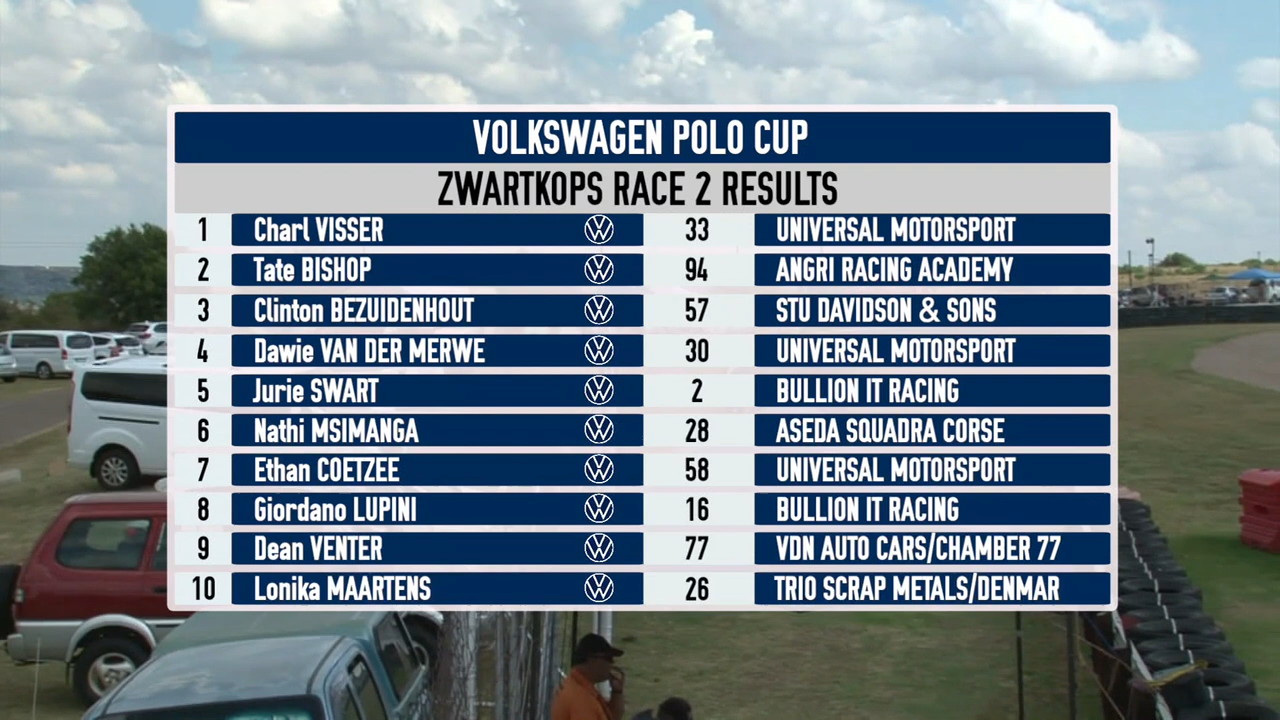 VOLKSWAGEN POLO CUP
ZWARTKOPS RACE 2 RESULTS
1 Charl VISSER 33 UNIVERSAL MOTORSPORT
2 Tate BISHOP 94 ANGRI RACING ACADEMY
3 Clinton BEZUIDENHOUT 57 STU DAVIDSON & SONS
4 Dawie VAN DER MERWE 30 UNIVERSAL MOTORSPORT
5 Jurie SWART 2 BULLION IT RACING
6 Nathi MSIMANGA 28 ASEDA SQUADRA CORSE
7 Ethan COETZEE 58 UNIVERSAL MOTORSPORT
8 Giordano LUPINI 16 BULLION IT RACING
9 Dean VENTER 77 VDN AUTO CARS/CHAMBER 77
10 Lonika MAARTENS 26 TRIO SCRAP METALS/DENMAR